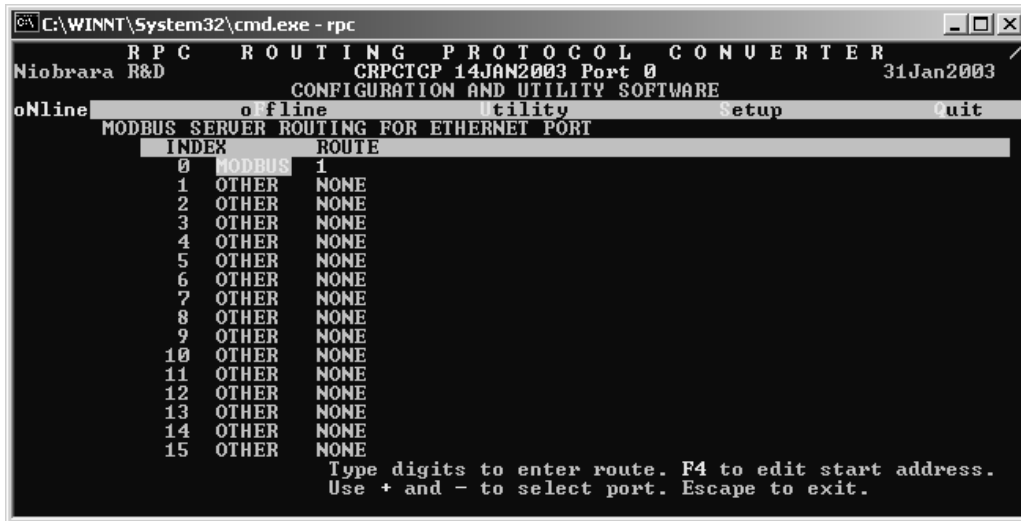 C:\WINNT\System32\cmd.exe - rpc
R P C R O U T I N G P R O T O C O L C O N V E R T E R /
Niobrara R&D CRPCTCP 14JAN2003 Port 0 31Jan2003
CONFIGURATION AND UTILITY SOFTWARE
oNline oFfline Utility Setup Quit
MODBUS SERVER ROUTING FOR ETHERNET PORT
INDEX ROUTE
0 MODBUS 1
1 OTHER NONE
2 OTHER NONE
3 OTHER NONE
4 OTHER NONE
5 OTHER NONE
6 OTHER NONE
7 OTHER NONE
8 OTHER NONE
9 OTHER NONE
10 OTHER NONE
11 OTHER NONE
12 OTHER NONE
13 OTHER NONE
14 OTHER NONE
15 OTHER NONE
Type digits to enter route. F4 to edit start address.
Use + and - to select port. Escape to exit.